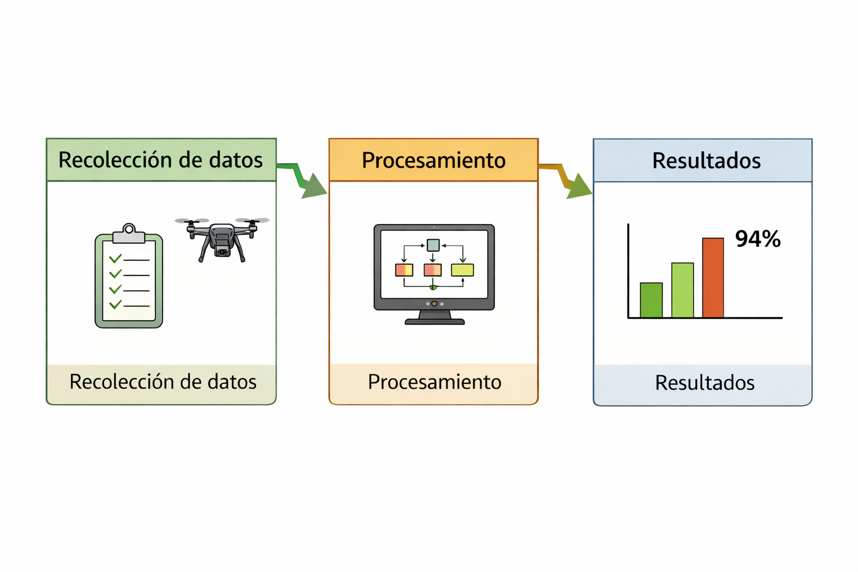 Recolección de datos
Procesamiento
Resultados
94%
Recolección de datos
Procesamiento
Resultados